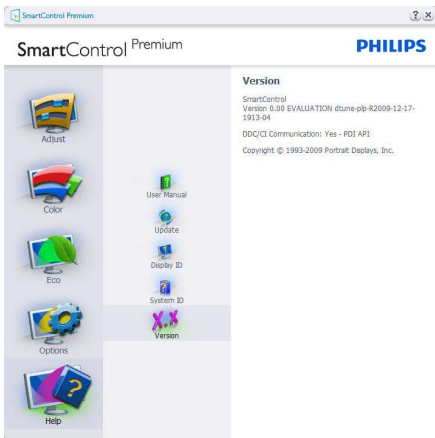 SmartControl Premium
? X
SmartControl Premium
PHILIPS
Adjust
Color
Eco
Options
Help
User Manual
Update
Display ID
System ID
X.X
Version
Version
SmartControl
Version 0.00 EVALUATION dtune-plp-R2009-12-17-
1913-04
DDC/CI Communication: Yes - PDI API
Copyright © 1993-2009 Portrait Displays, Inc.